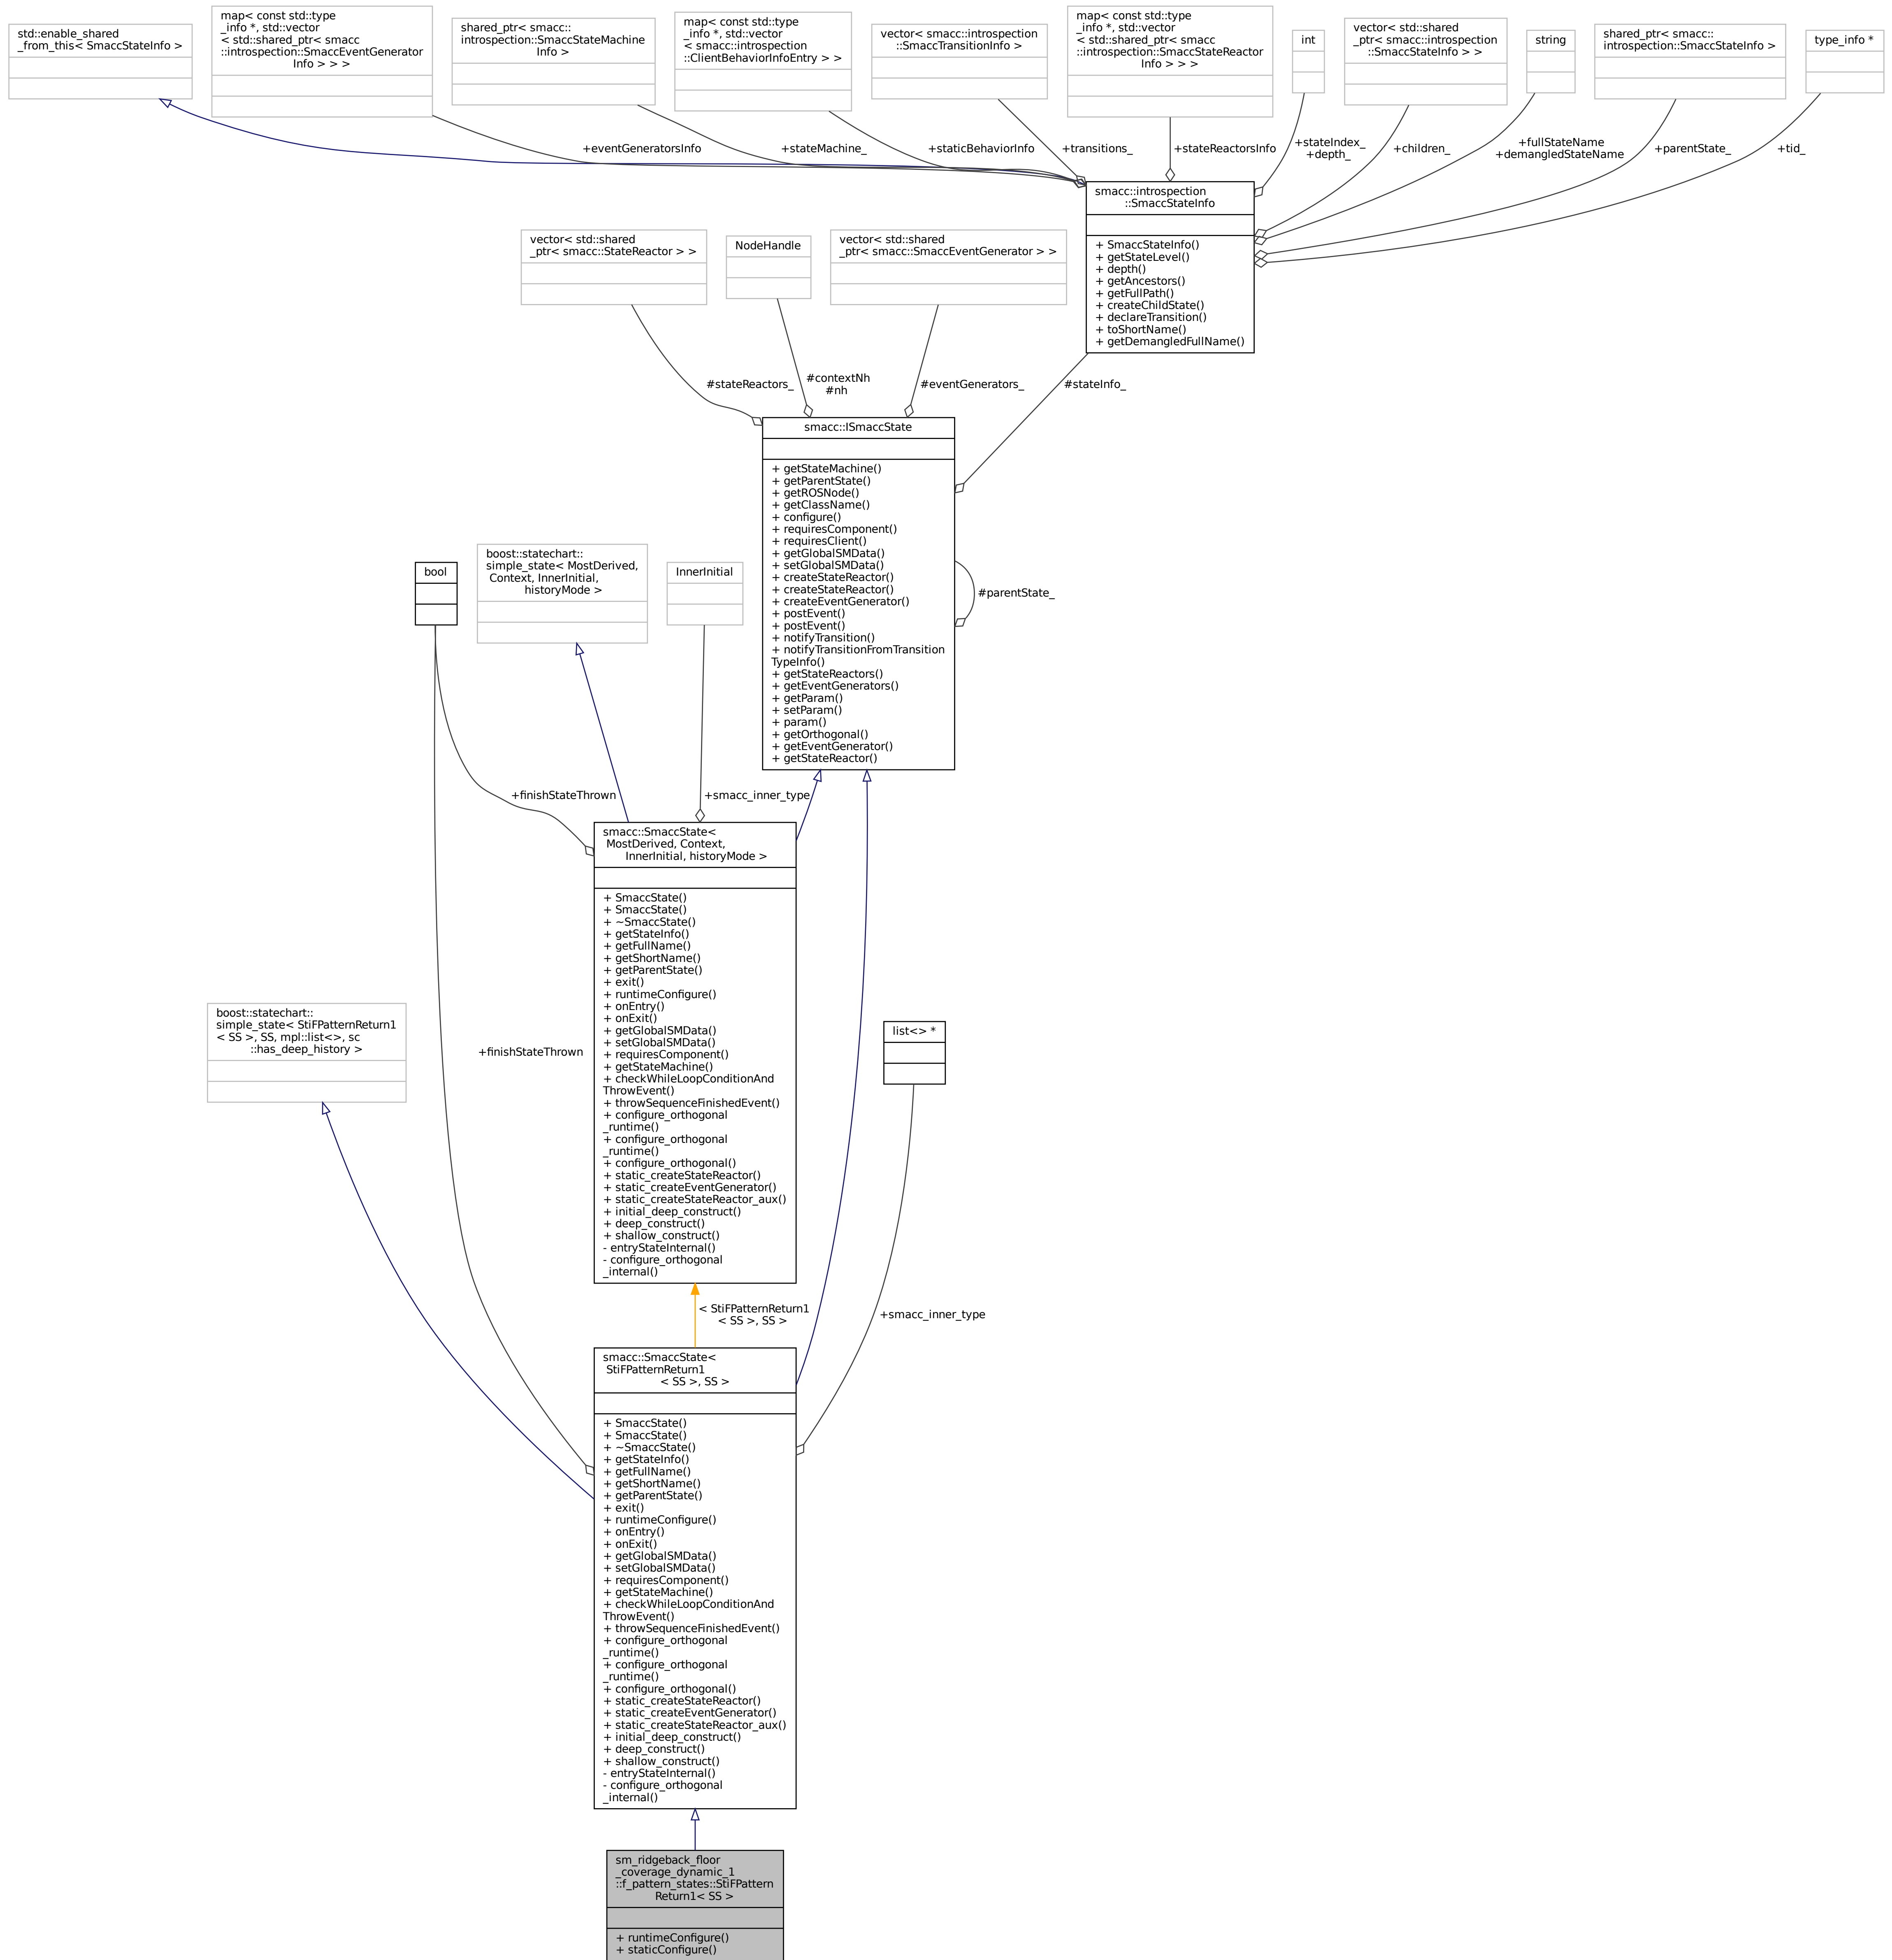 std::enable_shared
_from_this< SmaccStateInfo >
map< const std::type
_info *, std::vector
< std::shared_ptr< smacc
::introspection::SmaccEventGenerator
Info > > >
shared_ptr< smacc::
introspection::SmaccStateMachine
Info >
map< const std::type
_info *, std::vector
< smacc::introspection
::ClientBehaviorInfoEntry > >
vector< smacc::introspection
::SmaccTransitionInfo >
map< const std::type
_info *, std::vector
< std::shared_ptr< smacc
::introspection::SmaccStateReactor
Info > > >
int
vector< std::shared
_ptr< smacc::introspection
::SmaccStateInfo > >
string
shared_ptr< smacc::
introspection::SmaccStateInfo >
type_info *
+eventGeneratorsInfo
+stateMachine_
+staticBehaviorInfo
+transitions_
+stateReactorsInfo
+stateIndex_
+depth_
+children_
+fullStateName
+demangledStateName
+parentState_
+tid_
smacc::introspection
::SmaccStateInfo
+ SmaccStateInfo()
+ getStateLevel()
+ depth()
+ getAncestors()
+ getFullPath()
+ createChildState()
+ declareTransition()
+ toShortName()
+ getDemangledFullName()
vector< std::shared
_ptr< smacc::StateReactor > >
NodeHandle
vector< std::shared
_ptr< smacc::SmaccEventGenerator > >
#stateReactors_
#contextNh
#nh
#eventGenerators_
#stateInfo_
smacc::ISmaccState
+ getStateMachine()
+ getParentState()
+ getROSNode()
+ getClassName()
+ configure()
+ requiresComponent()
+ requiresClient()
+ getGlobalSMData()
+ setGlobalSMData()
+ createStateReactor()
+ createStateReactor()
+ createEventGenerator()
+ postEvent()
+ postEvent()
+ notifyTransition()
+ notifyTransitionFromTransition
TypeInfo()
+ getStateReactors()
+ getEventGenerators()
+ getParam()
+ setParam()
+ param()
+ getOrthogonal()
+ getEventGenerator()
+ getStateReactor()
#parentState_
bool
boost::statechart::
simple_state< MostDerived,
Context, InnerInitial,
historyMode >
InnerInitial
+finishStateThrown
+smacc_inner_type
smacc::SmaccState<
MostDerived, Context,
InnerInitial, historyMode >
+ SmaccState()
+ SmaccState()
+ ~SmaccState()
+ getStateInfo()
+ getFullName()
+ getShortName()
+ getParentState()
+ exit()
+ runtimeConfigure()
+ onEntry()
+ onExit()
+ getGlobalSMData()
+ setGlobalSMData()
+ requiresComponent()
+ getStateMachine()
+ checkWhileLoopConditionAnd
ThrowEvent()
+ throwSequenceFinishedEvent()
+ configure_orthogonal
_runtime()
+ configure_orthogonal
_runtime()
+ configure_orthogonal()
+ static_createStateReactor()
+ static_createEventGenerator()
+ static_createStateReactor_aux()
+ initial_deep_construct()
+ deep_construct()
+ shallow_construct()
- entryStateInternal()
- configure_orthogonal
_internal()
boost::statechart::
simple_state< StiFPatternReturn1
< SS >, SS, mpl::list<>, sc
::has_deep_history >
+finishStateThrown
list<> *
< StiFPatternReturn1
< SS >, SS >
+smacc_inner_type
smacc::SmaccState<
StiFPatternReturn1
< SS >, SS >
+ SmaccState()
+ SmaccState()
+ ~SmaccState()
+ getStateInfo()
+ getFullName()
+ getShortName()
+ getParentState()
+ exit()
+ runtimeConfigure()
+ onEntry()
+ onExit()
+ getGlobalSMData()
+ setGlobalSMData()
+ requiresComponent()
+ getStateMachine()
+ checkWhileLoopConditionAnd
ThrowEvent()
+ throwSequenceFinishedEvent()
+ configure_orthogonal
_runtime()
+ configure_orthogonal
_runtime()
+ configure_orthogonal()
+ static_createStateReactor()
+ static_createEventGenerator()
+ static_createStateReactor_aux()
+ initial_deep_construct()
+ deep_construct()
+ shallow_construct()
- entryStateInternal()
- configure_orthogonal
_internal()
sm_ridgeback_floor
_coverage_dynamic_1
::f_pattern_states::StiFPattern
Return1< SS >
+ runtimeConfigure()
+ staticConfigure()